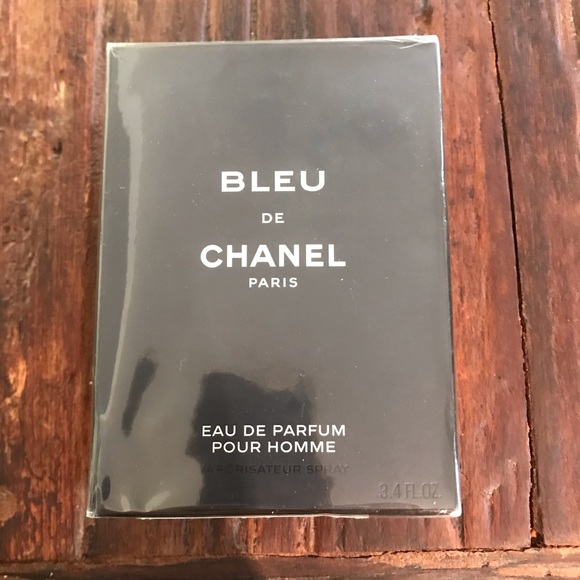 BLEU
DE
CHANEL
PARIS
EAU DE PARFUM
POUR HOMME
VAPORISATEUR SPRAY
3.4 FL.OZ.